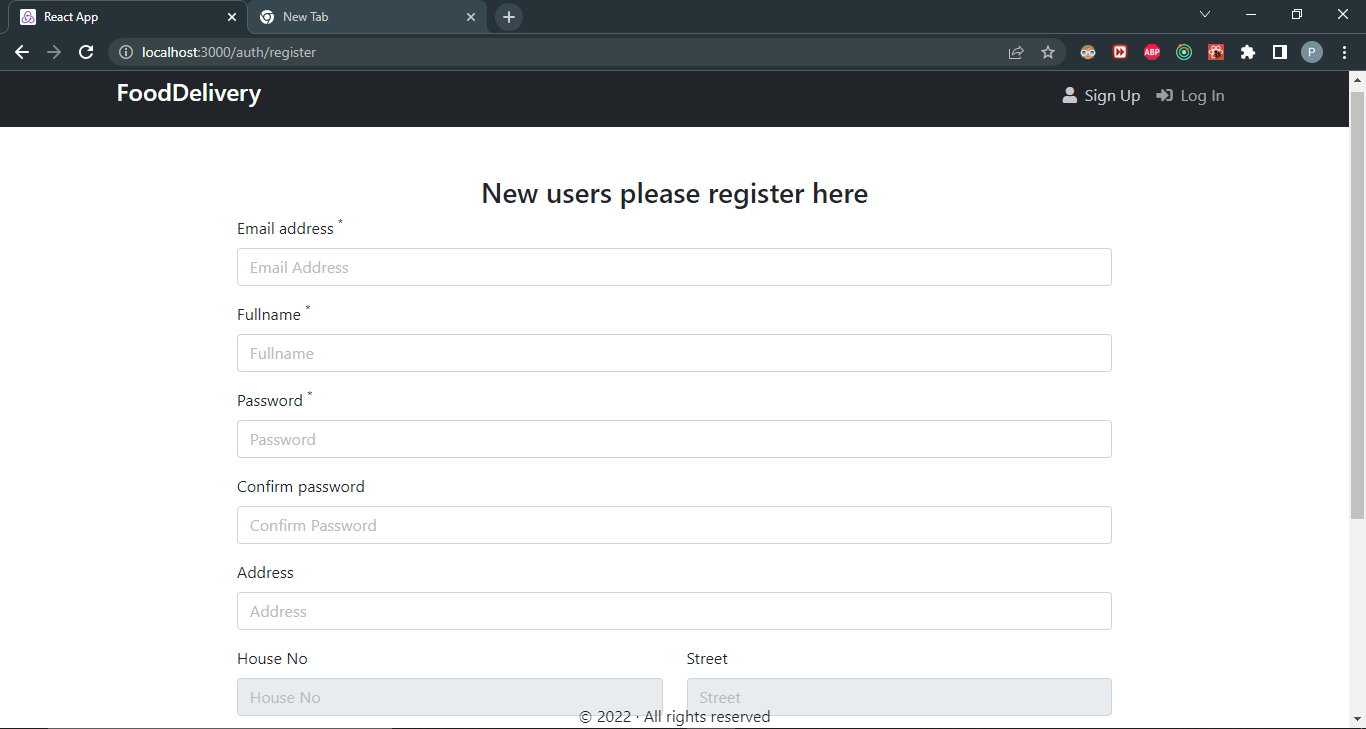 React App
New Tab
localhost:3000/auth/register
ABP
P
FoodDelivery
Sign Up
Log In
New users please register here
Email address *
Email Address
Fullname *
Fullname
Password *
Password
Confirm password
Confirm Password
Address
Address
House No
Street
House No
Street
© 2022 · All rights reserved